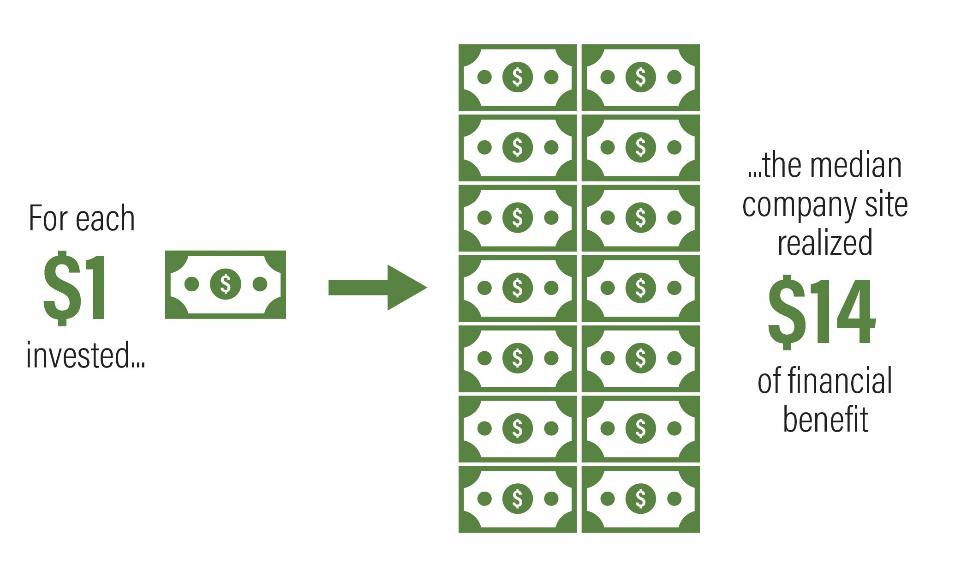 For each
$1
invested...
$
$ $
$ $
$ $
$ $
$ $
$ $
$ $
...the median
company site
realized
$14
of financial
benefit